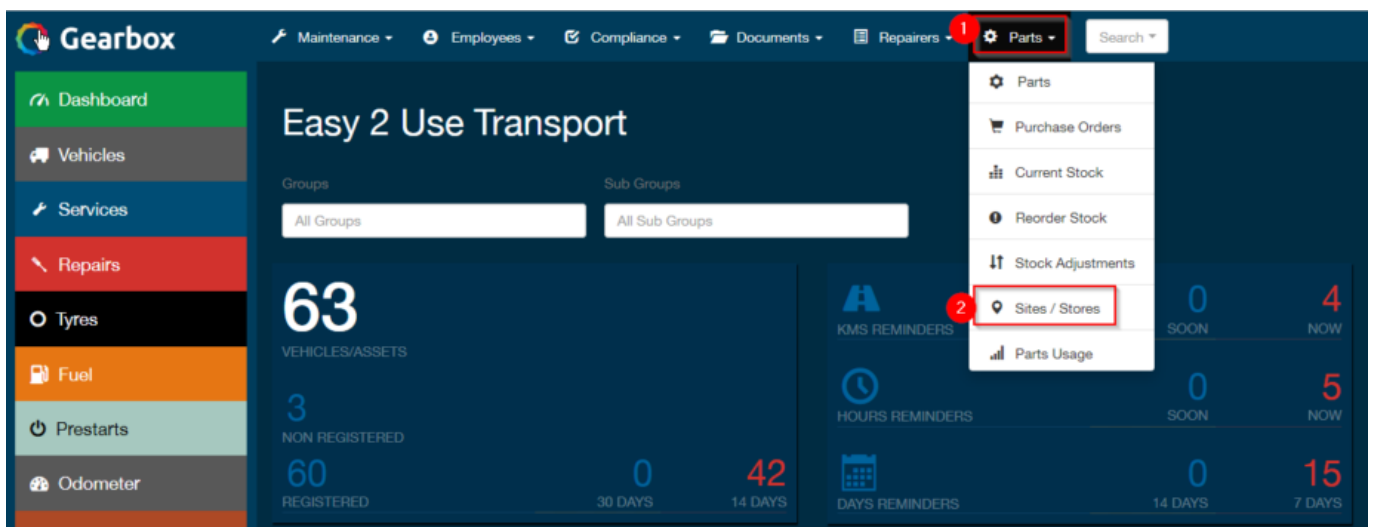 Gearbox
Maintenance
Employees
Compliance
Documents
Repairers
1
Parts
Search
Dashboard
Vehicles
Services
Repairs
Tyres
Fuel
Prestarts
Odometer
Easy 2 Use Transport
Groups
Sub Groups
All Groups
All Sub Groups
63
VEHICLES/ASSETS
3
NON REGISTERED
60
0
42
REGISTERED
30 DAYS
14 DAYS
Parts
Purchase Orders
Current Stock
Reorder Stock
Stock Adjustments
2
Sites / Stores
Parts Usage
0
4
KMS REMINDERS
SOON
NOW
0
5
HOURS REMINDERS
SOON
NOW
0
15
DAYS REMINDERS
14 DAYS
7 DAYS